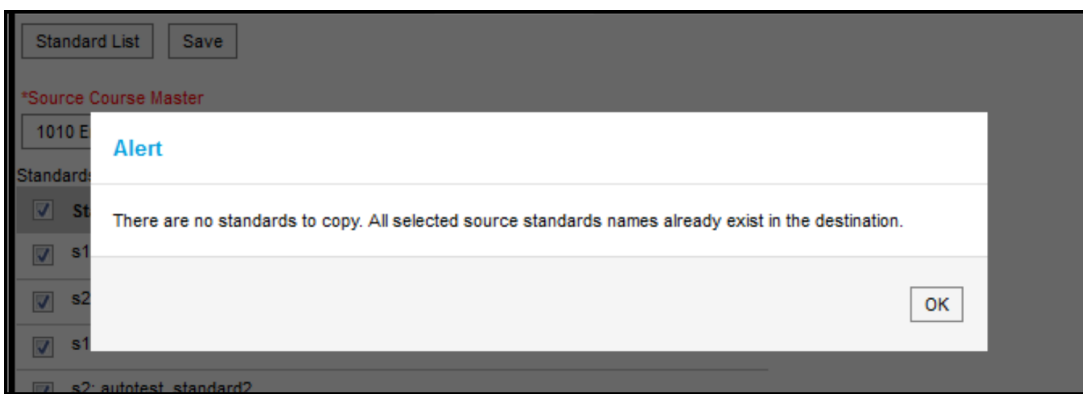 Standard List Save
*Source Course Master
1010 E
Alert
Standards
St
There are no standards to copy. All selected source standards names already exist in the destination.
s1
s2
OK
s1
s2: autotest_standard2